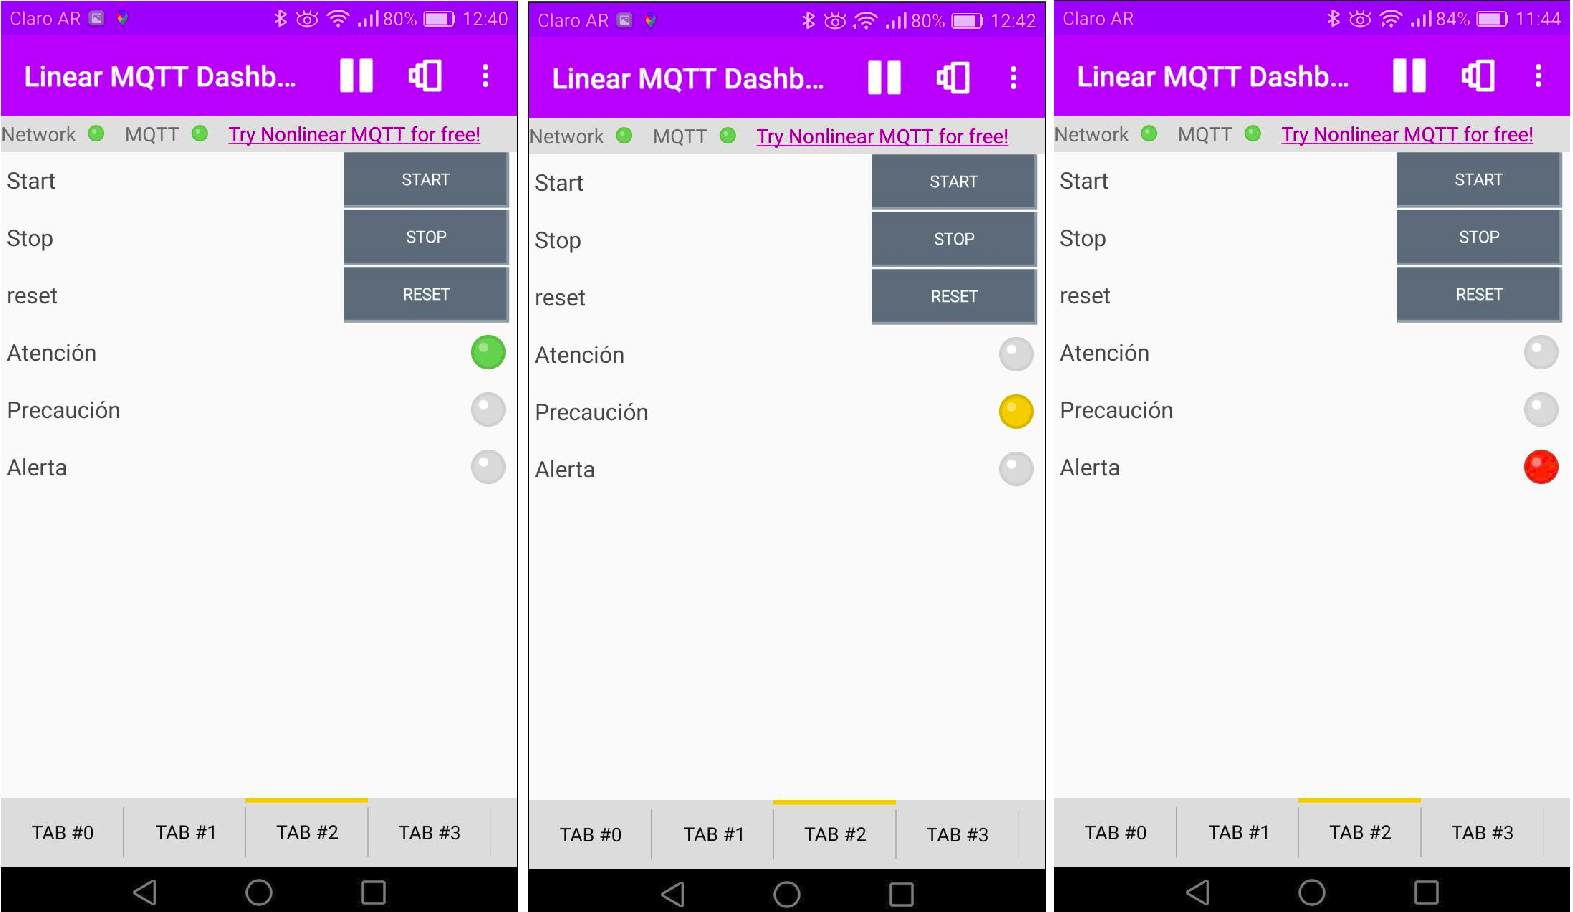 Claro AR 80% 12:40
Linear MQTT Dashb...
Network MQTT Try Nonlinear MQTT for free!
Start START
Stop STOP
reset RESET
Atención
Precaución
Alerta
TAB #0 TAB #1 TAB #2 TAB #3
Claro AR 80% 12:42
Linear MQTT Dashb...
Network MQTT Try Nonlinear MQTT for free!
Start START
Stop STOP
reset RESET
Atención
Precaución
Alerta
TAB #0 TAB #1 TAB #2 TAB #3
Claro AR 84% 11:44
Linear MQTT Dashb...
Network MQTT Try Nonlinear MQTT for free!
Start START
Stop STOP
reset RESET
Atención
Precaución
Alerta
TAB #0 TAB #1 TAB #2 TAB #3